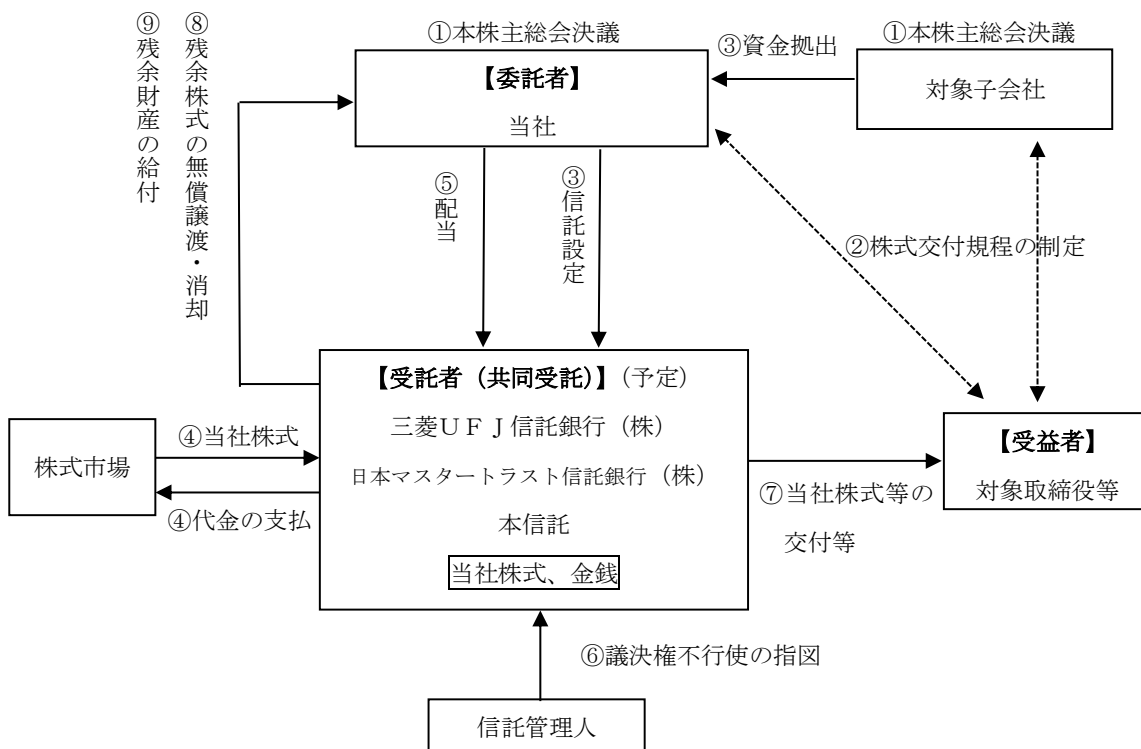 ①本株主総会決議
①本株主総会決議
③資金拠出
【委託者】
当社
対象子会社
⑨残余財産の給付
⑧残余株式の無償譲渡・消却
⑤配当
③信託設定
②株式交付規程の制定
【受託者（共同受託）】（予定）
三菱ＵＦＪ信託銀行（株）
日本マスタートラスト信託銀行（株）
本信託
当社株式、金銭
株式市場
④当社株式
④代金の支払
【受益者】
対象取締役等
⑦当社株式等の
交付等
⑥議決権不行使の指図
信託管理人